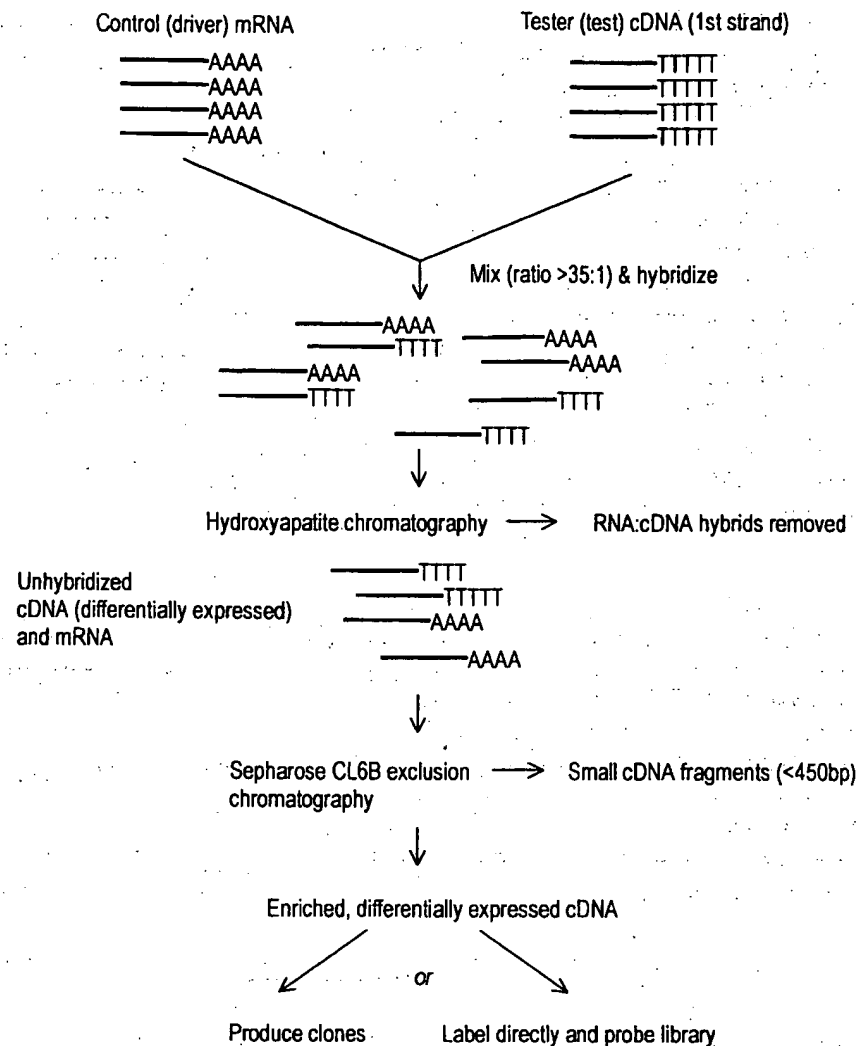 Control (driver) mRNA
Tester (test) cDNA (1st strand)
AAAA
AAAA
AAAA
AAAA
TTTTT
TTTTT
TTTTT
TTTTT
Mix (ratio >35:1) & hybridize
AAAA
TTTT
AAAA
AAAA
AAAA
TTTT
TTTT
TTTT
Hydroxyapatite chromatography
RNA:cDNA hybrids removed
Unhybridized
cDNA (differentially expressed)
and mRNA
TTTT
TTTTT
AAAA
AAAA
Sepharose CL6B exclusion
chromatography
Small cDNA fragments (<450bp)
Enriched, differentially expressed cDNA
or
Produce clones
Label directly and probe library